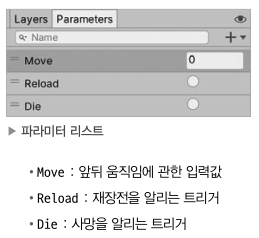 Layers Parameters
Name
Move 0
Reload
Die
▶ 파라미터 리스트
• Move : 앞뒤 움직임에 관한 입력값
• Reload : 재장전을 알리는 트리거
• Die : 사망을 알리는 트리거